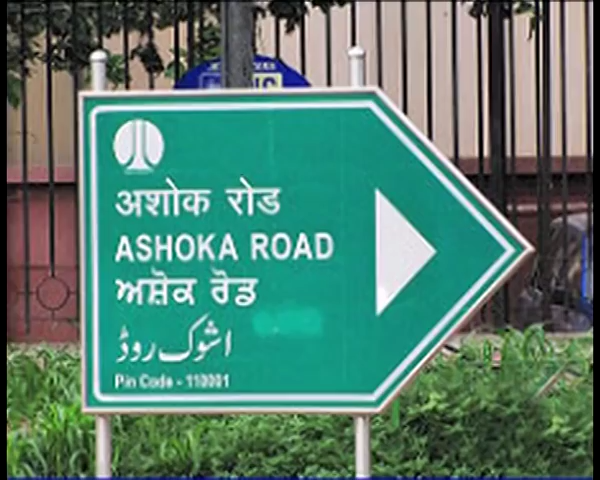 अशोक रोड
ASHOKA ROAD
ਅਸ਼ੋਕ ਰੋਡ
اشوک روڈ
Pin Code - 110001